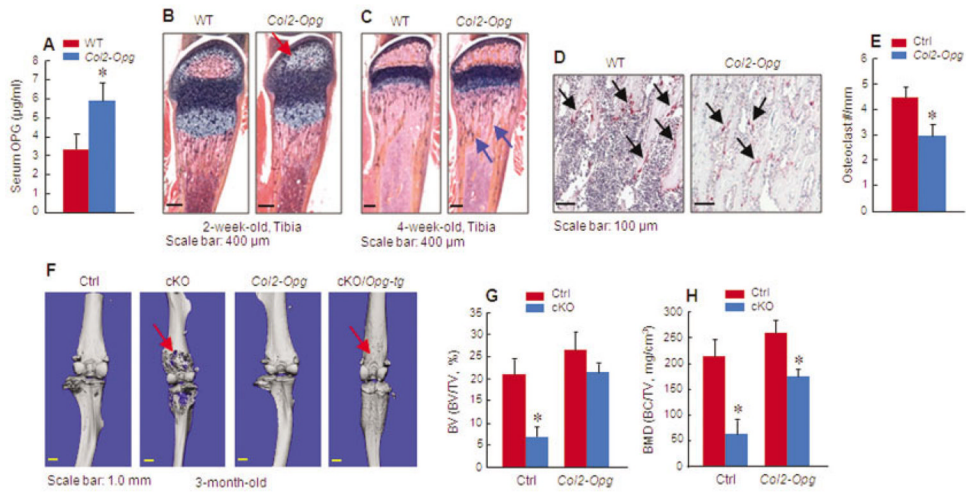 A
WT
Col2-Opg
Serum OPG (µg/ml)
8
7
6
5
4
3
2
1
0
*
B
WT
Col2-Opg
2-week-old, Tibia
Scale bar: 400 µm
C
WT
Col2-Opg
4-week-old, Tibia
Scale bar: 400 µm
D
WT
Col2-Opg
Scale bar: 100 µm
E
Ctrl
Col2-Opg
Osteoclast #/mm
6
5
4
3
2
1
0
*
F
Ctrl
cKO
Col2-Opg
cKO/Opg-tg
Scale bar: 1.0 mm
3-month-old
G
Ctrl
cKO
BV (BV/TV, %)
35
30
25
20
15
10
5
0
*
Ctrl
Col2-Opg
H
Ctrl
cKO
BMD (BC/TV, mg/cm³)
300
250
200
150
100
50
0
*
*
Ctrl
Col2-Opg